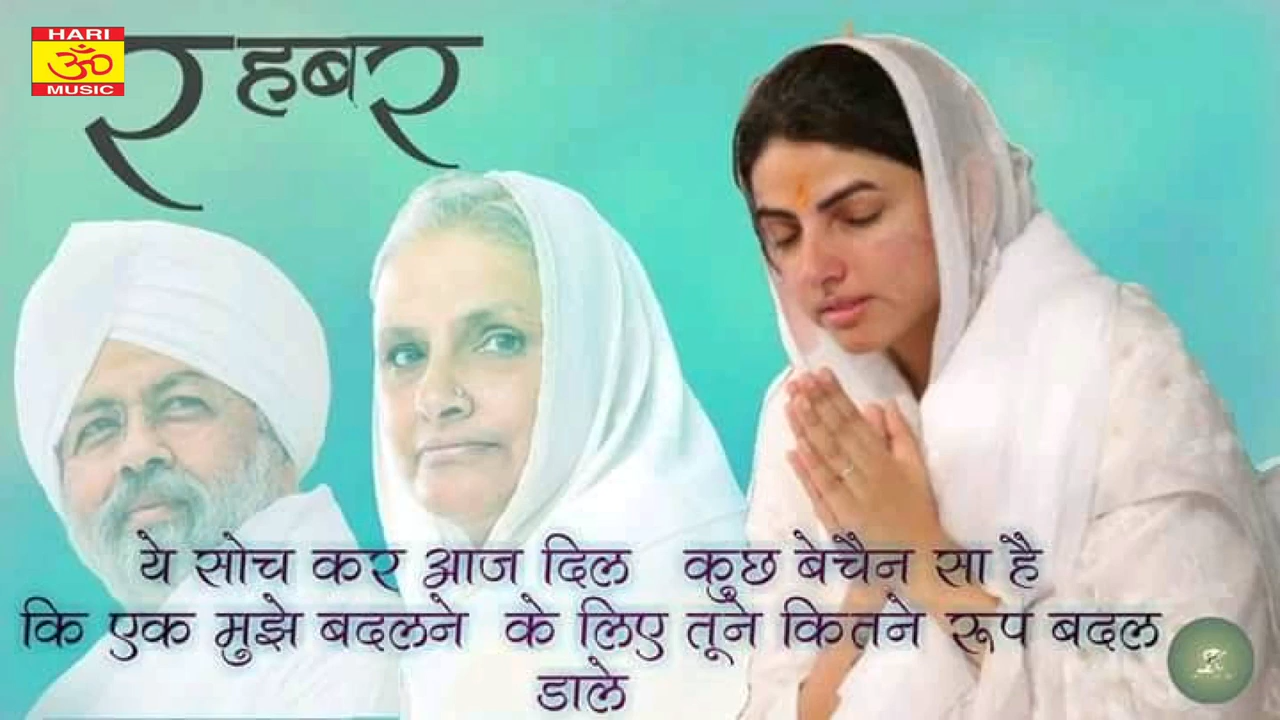 HARI
ॐ
MUSIC
रहबर
ये सोच कर आज दिल कुछ बेचैन सा है
कि एक मुझे बदलने के लिए तूने कितने रूप बदल
डाले